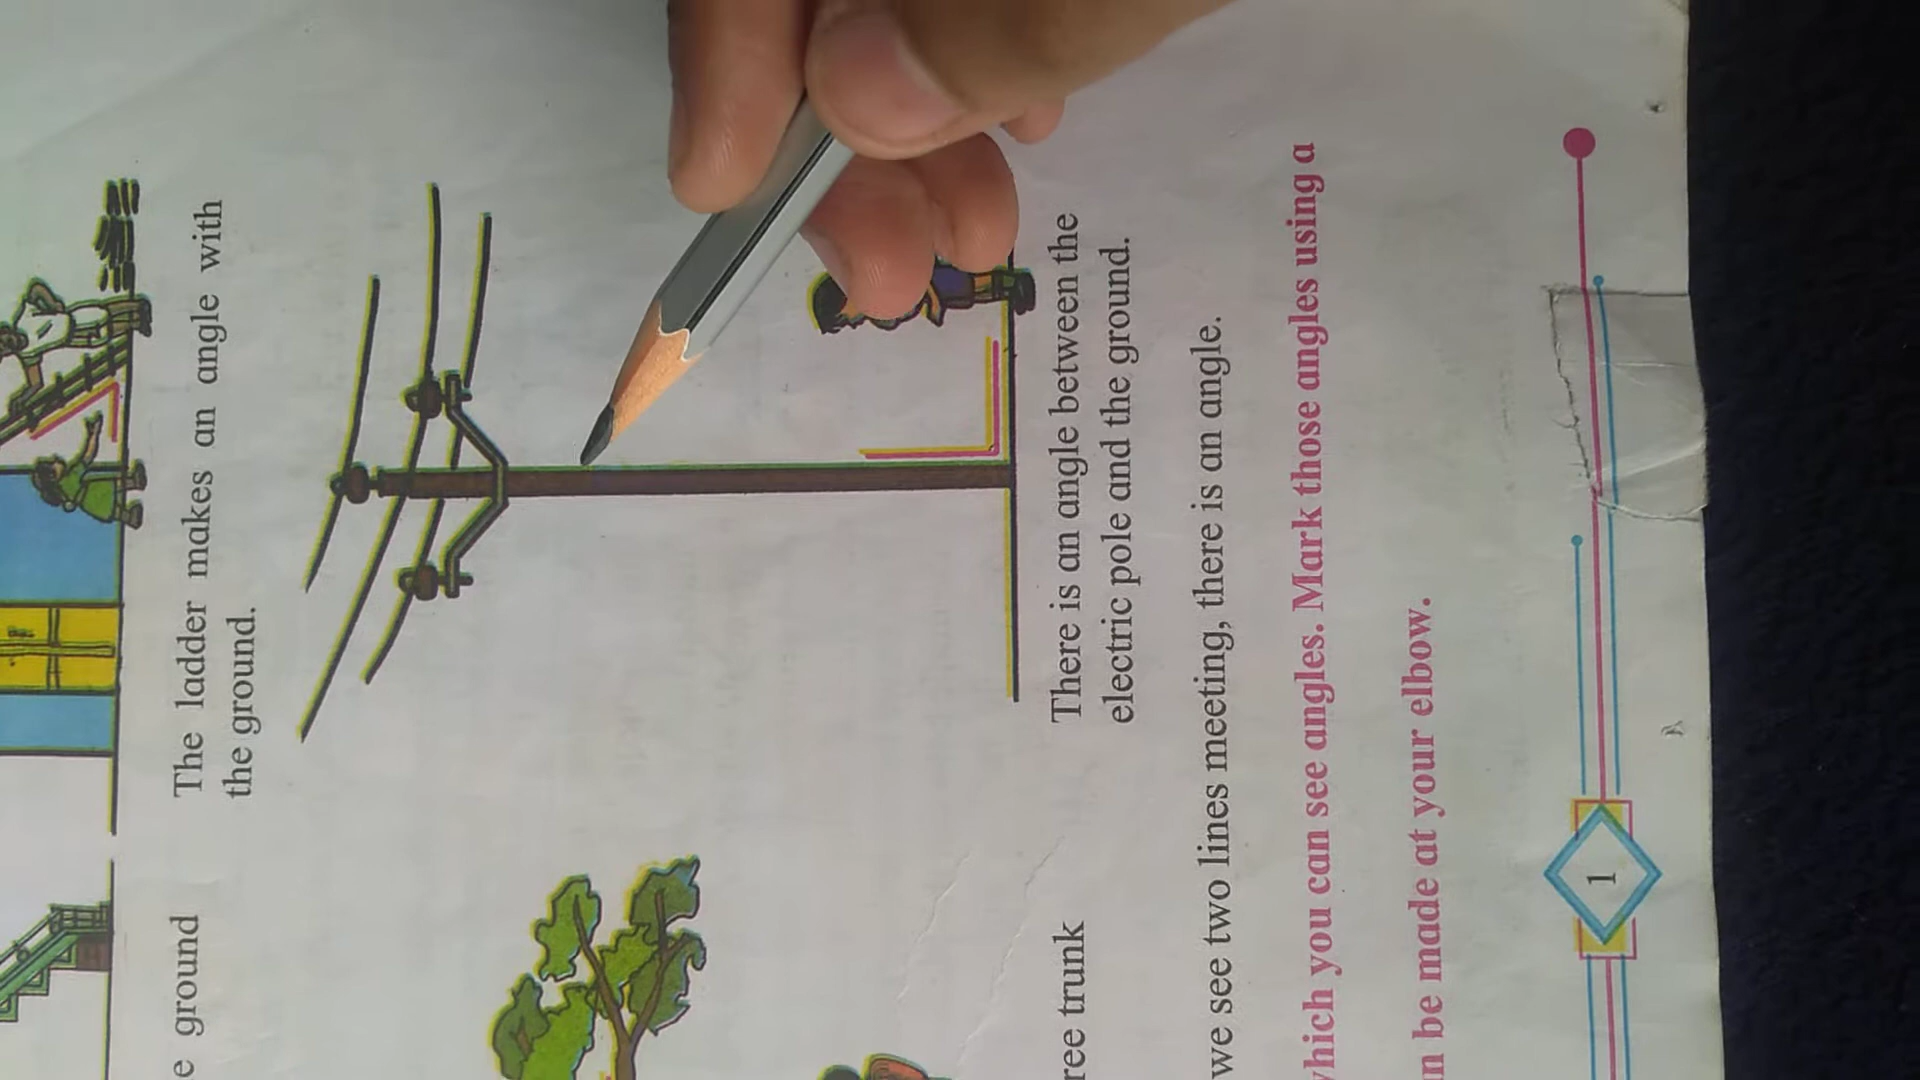 The ladder makes an angle with
the ground.
e ground
There is an angle between the
electric pole and the ground.
ree trunk
we see two lines meeting, there is an angle.
hich you can see angles. Mark those angles using a
n be made at your elbow.
1